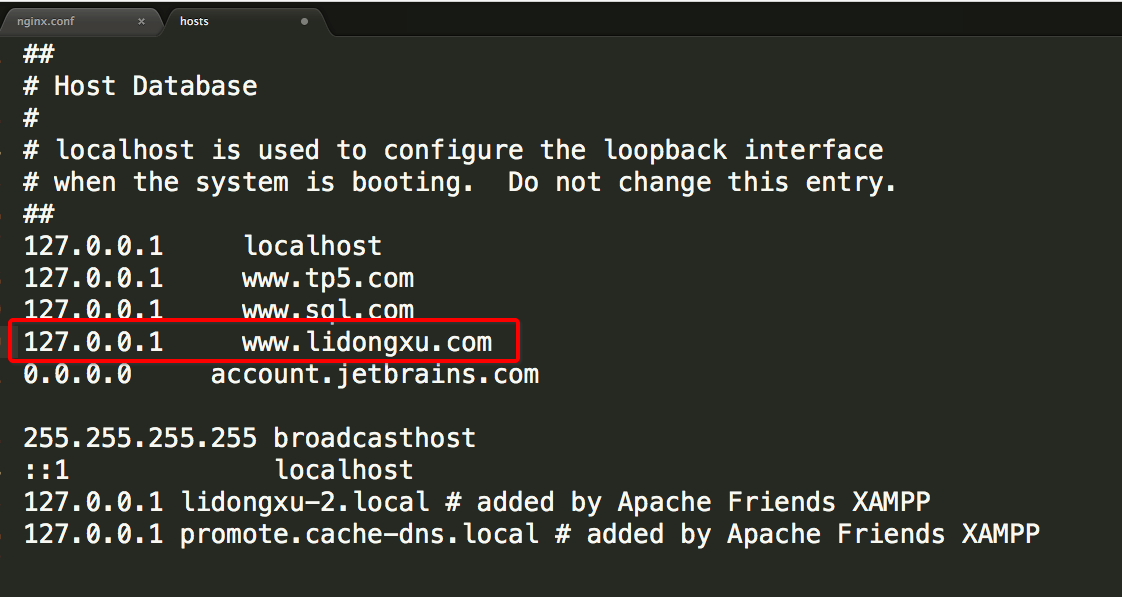 nginx.conf × hosts
##
# Host Database
#
# localhost is used to configure the loopback interface
# when the system is booting.  Do not change this entry.
##
127.0.0.1     localhost
127.0.0.1     www.tp5.com
127.0.0.1     www.sql.com
127.0.0.1     www.lidongxu.com
0.0.0.0     account.jetbrains.com
255.255.255.255 broadcasthost
::1             localhost
127.0.0.1 lidongxu-2.local # added by Apache Friends XAMPP
127.0.0.1 promote.cache-dns.local # added by Apache Friends XAMPP